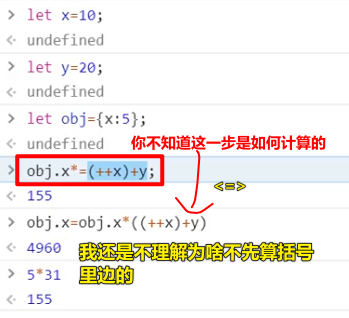 > let x=10;
<· undefined
> let y=20;
<· undefined
> let obj={x:5};
<· undefined
你不知道这一步是如何计算的
> obj.x*=(++x)+y;
<· 155
<=>
> obj.x=obj.x*((++x)+y)
<· 4960
我还是不理解为啥不先算括号
里边的
> 5*31
<· 155